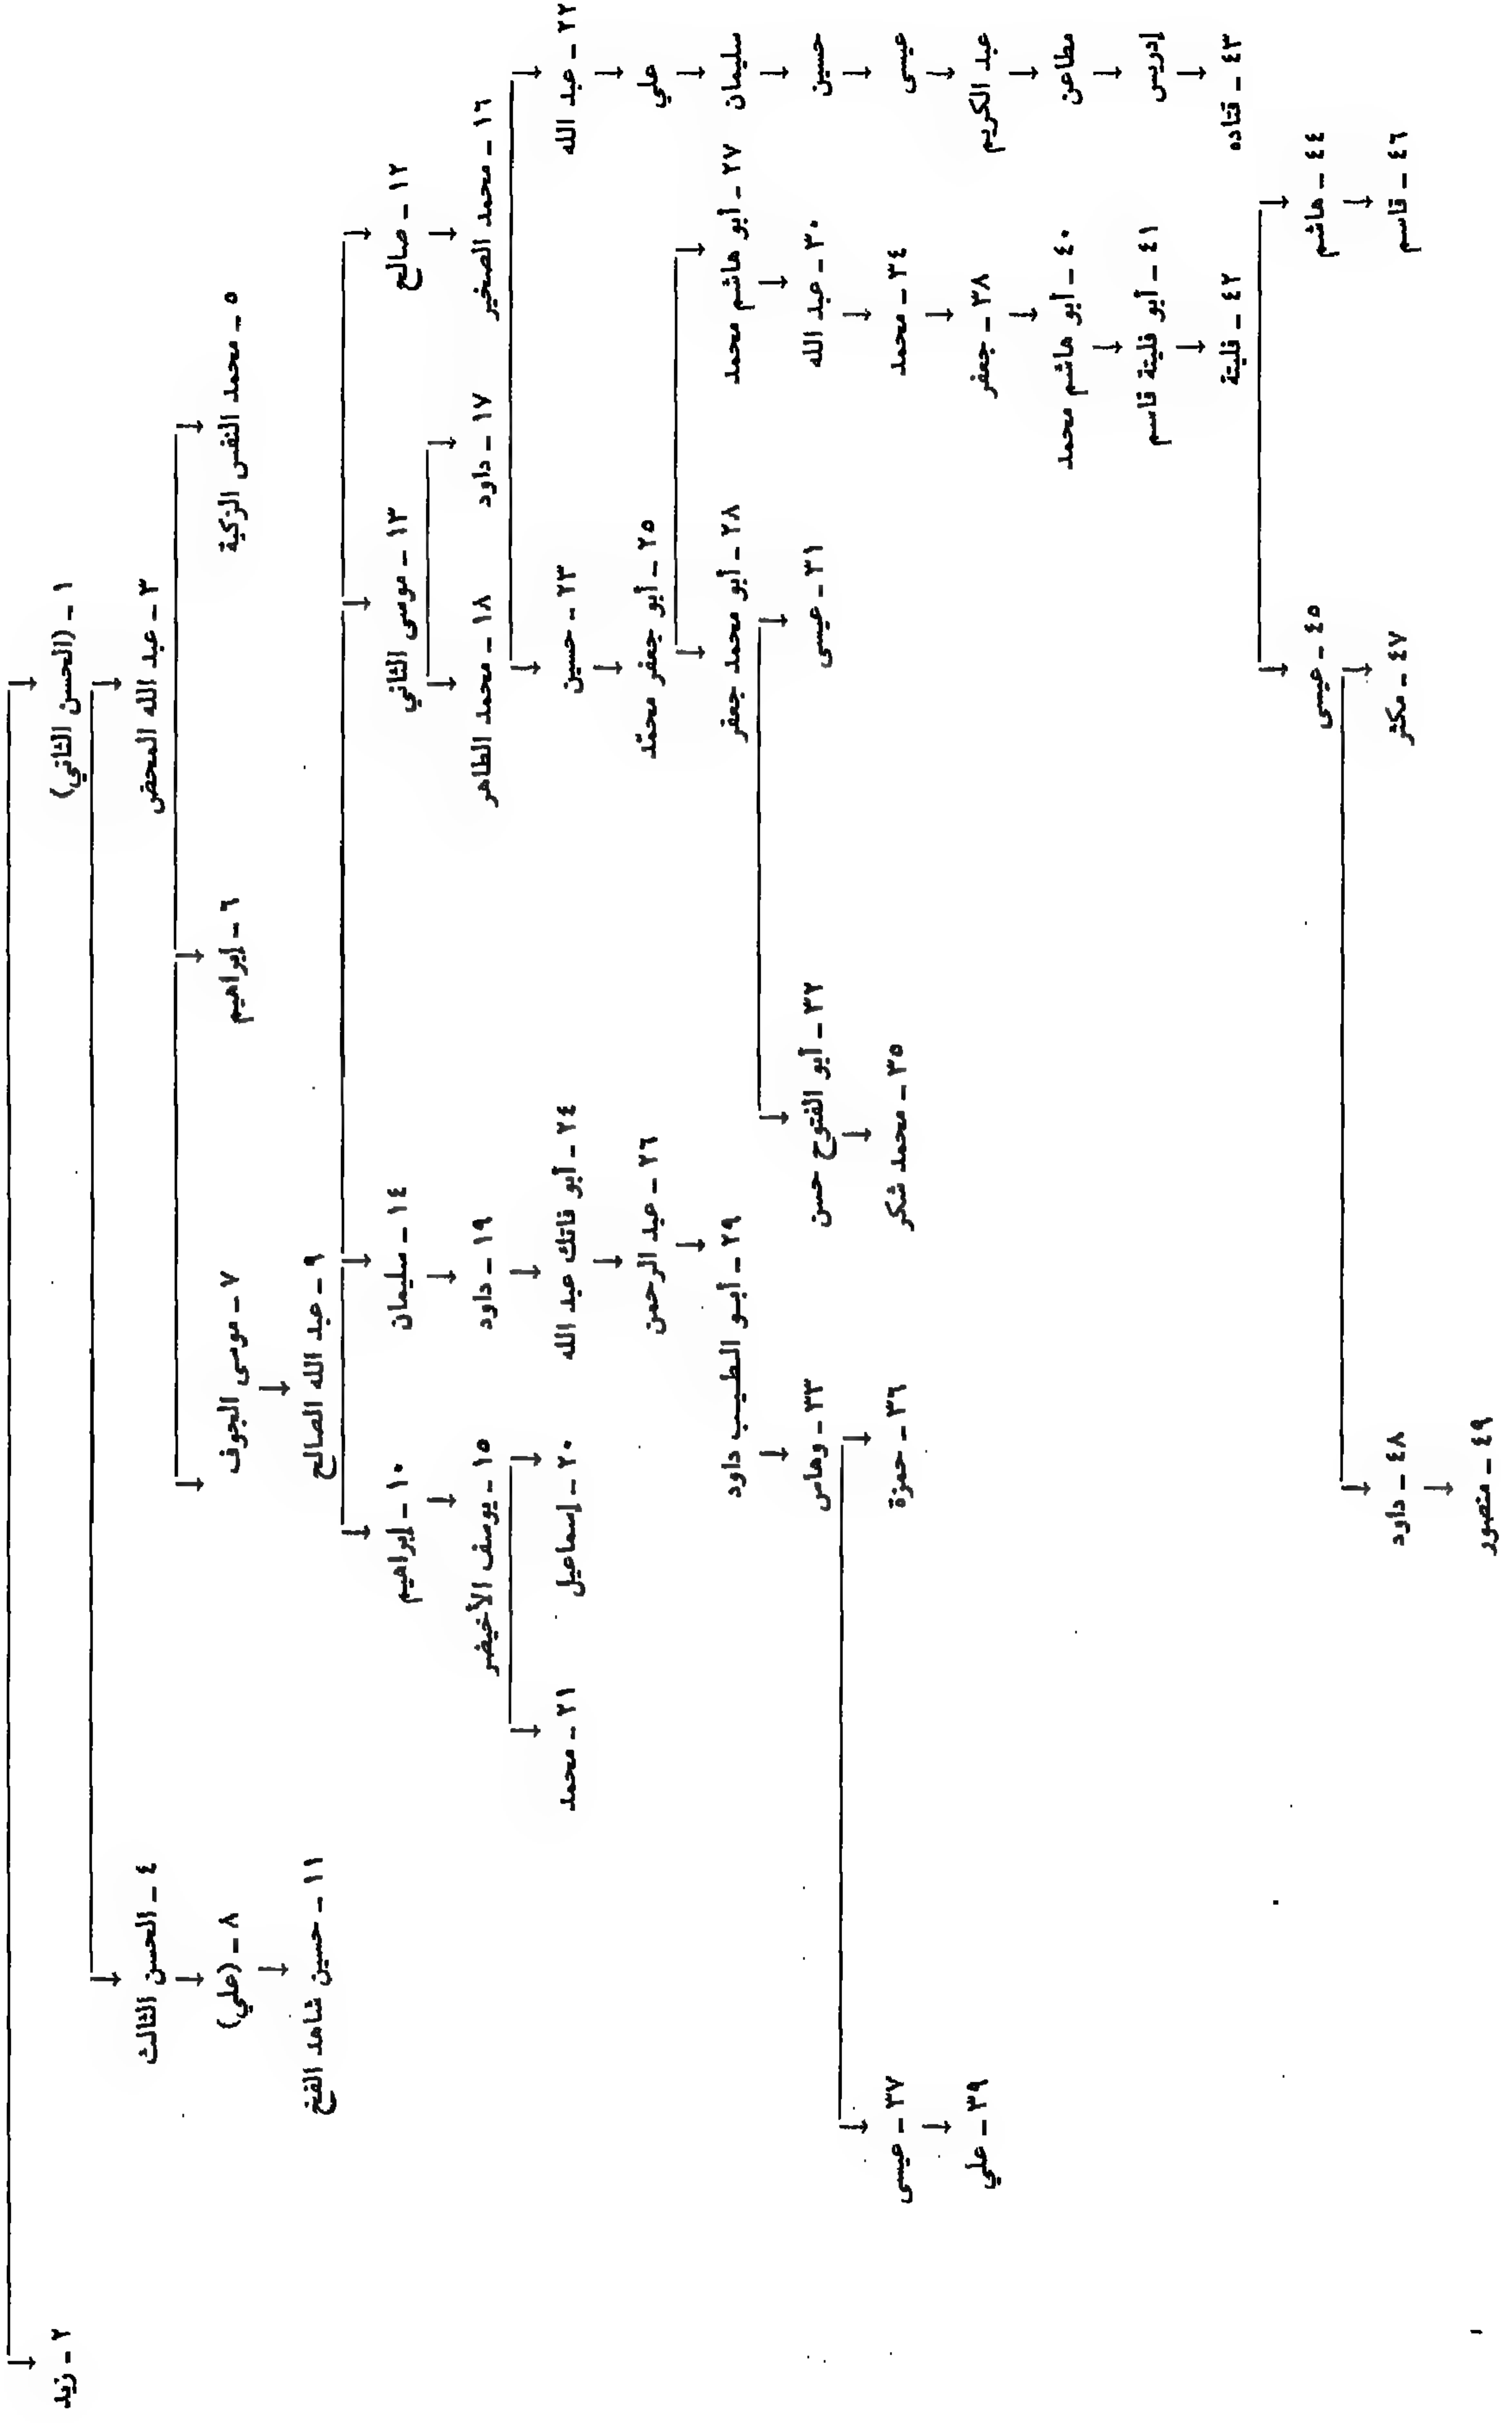 ١ - (الحسن الثاني)
٢ - زيد
٣ - عبد الله المحض
٤ - الحسن الثالث
٥ - محمد النفس الزكية
٦ - إبراهيم
٧ - موسى الجوف
٨ - (علي)
٩ - عبد الله الصالح
١١ - حسين شاهد الفخ
١٢ - صالح
١٣ - موسى الثاني
١٤ - سليمان
١٠ - إبراهيم
١٦ - محمد الصغير
١٧ - داود
١٨ - محمد الطاهر
١٩ - داود
١٥ - يوسف الأخيضر
٢٢ - عبد الله
٢٣ - حسين
٢٤ - أبو فاتك عبد الله
٢٠ - إسماعيل
٢١ - محمد
علي
٢٥ - أبو جعفر محمّد
٢٦ - عبد الرحمن
سليمان
٢٧ - أبو هاشم محمد
٢٨ - أبو محمد جعفر
٢٩ - أبو الطيب داود
حسين
٣٠ - عبد الله
٣١ - عيسى
٣٢ - أبو الفتوح حسن
٣٣ - وهاس
عيسى
٣٤ - محمد
٣٥ - محمد شكر
٣٦ - حمزة
٣٧ - عيسى
عبد الكريم
٣٨ - جعفر
٣٩ - علي
مطاعن
٤٠ - أبو هاشم محمد
إدريس
٤١ - أبو فليتة قاسم
٤٣ - قتاده
٤٢ - فليتة
٤٤ - هاشم
٤٥ - عيسى
٤٦ - قاسم
٤٧ - مكثر
٤٨ - داود
٤٩ - منصور